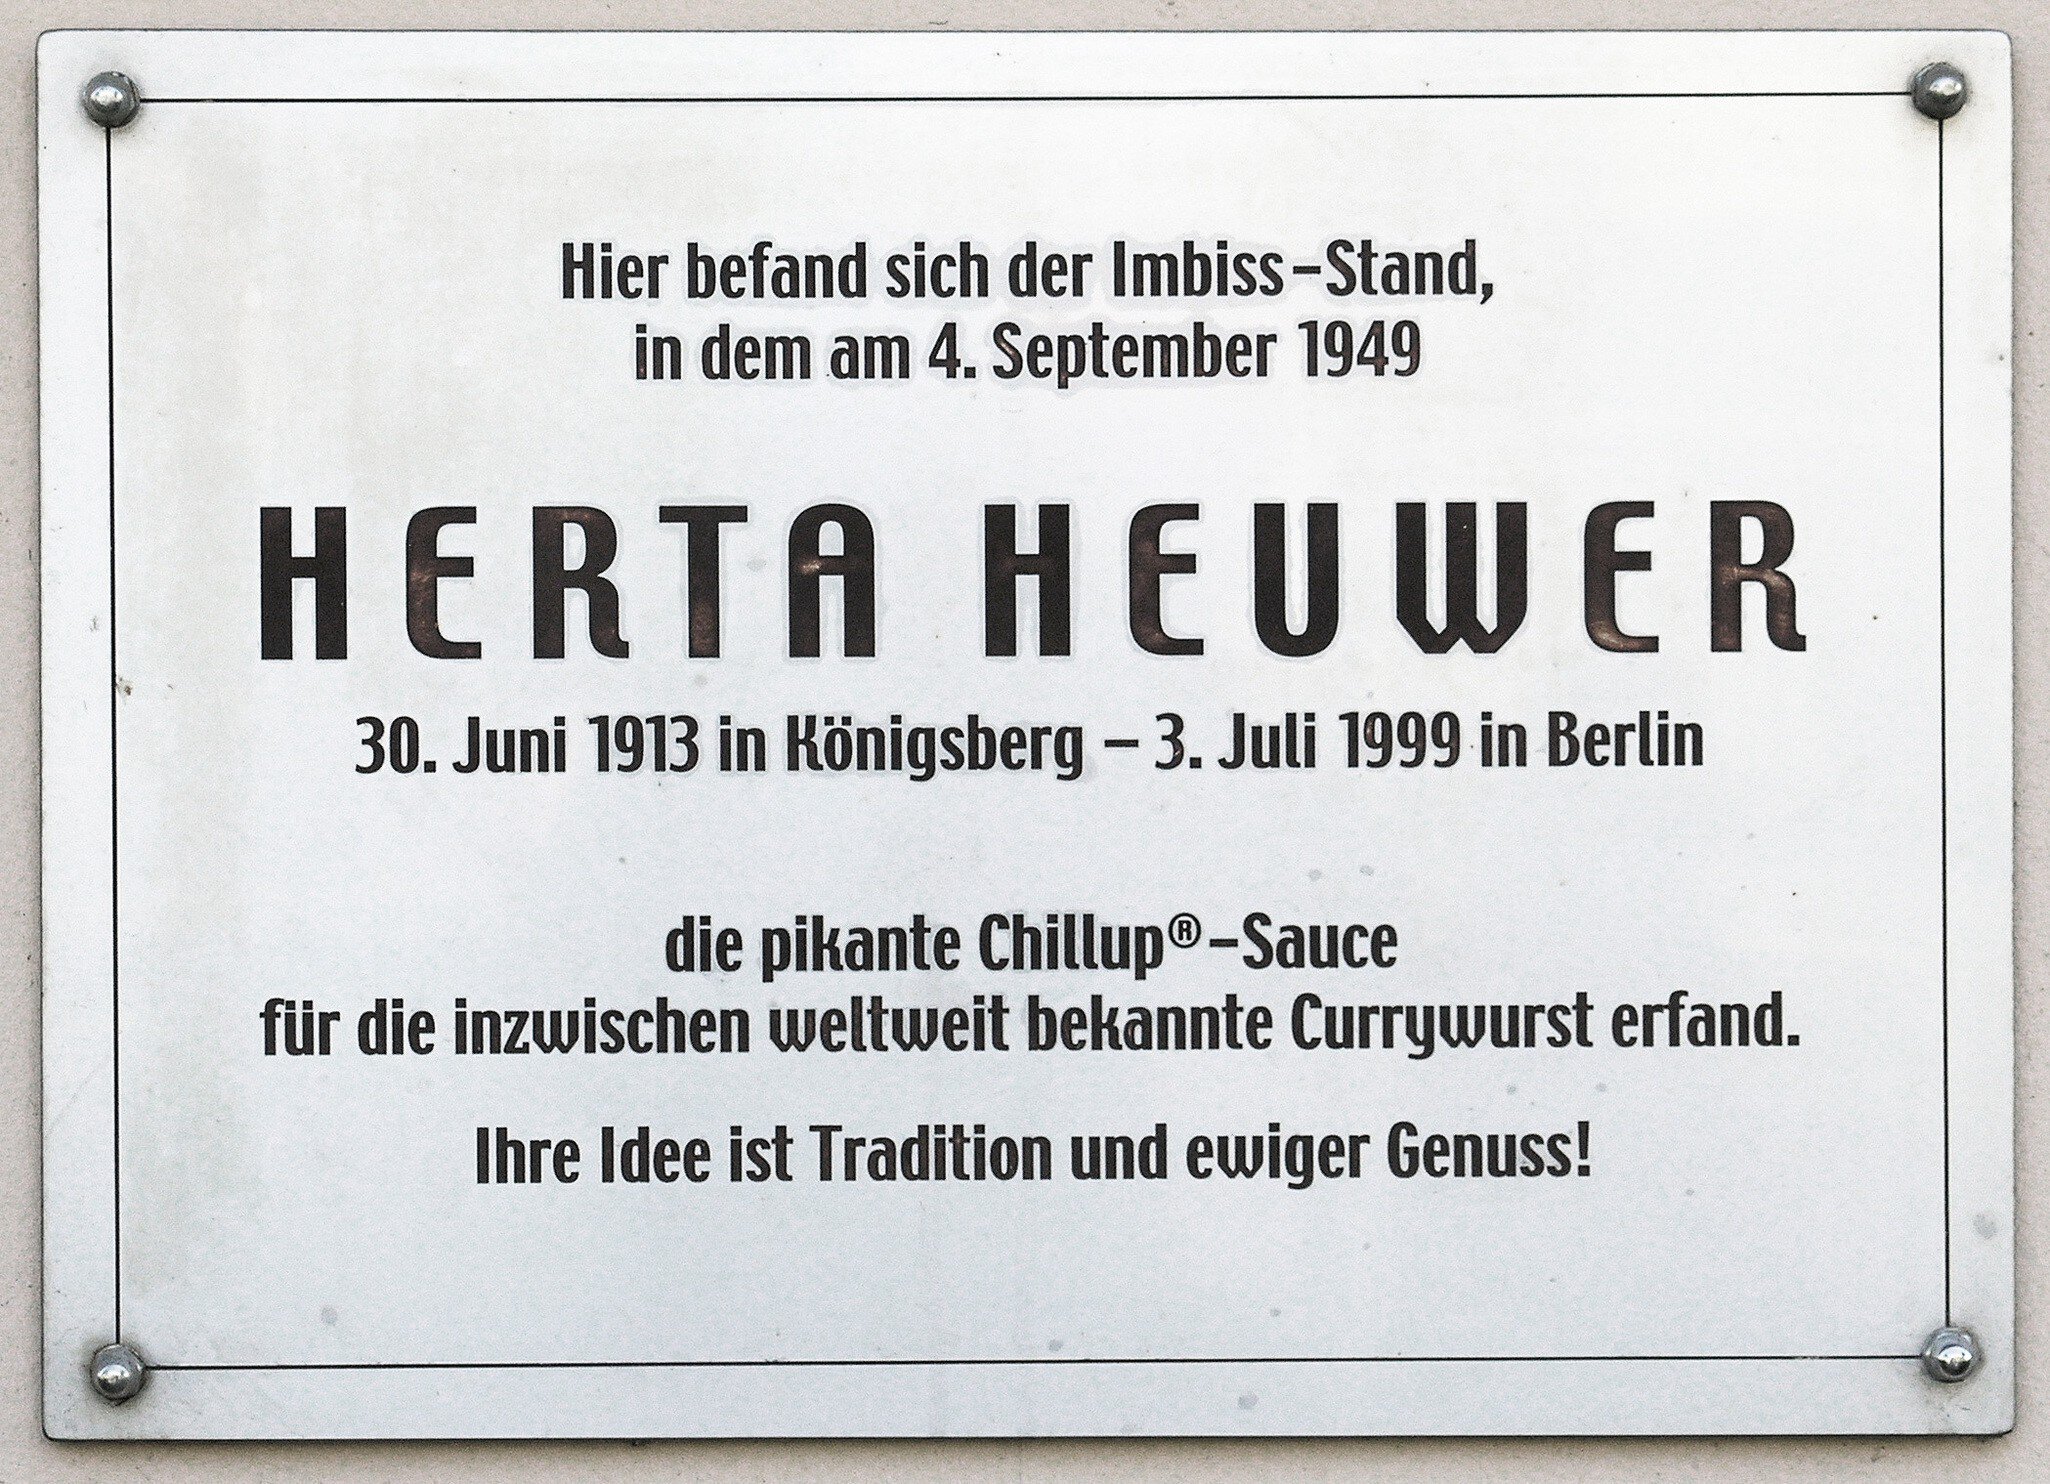 Hier befand sich der Imbiss-Stand,
in dem am 4. September 1949
HERTA HEUWER
30. Juni 1913 in Königsberg – 3. Juli 1999 in Berlin
die pikante Chillup®-Sauce
für die inzwischen weltweit bekannte Currywurst erfand.
Ihre Idee ist Tradition und ewiger Genuss!